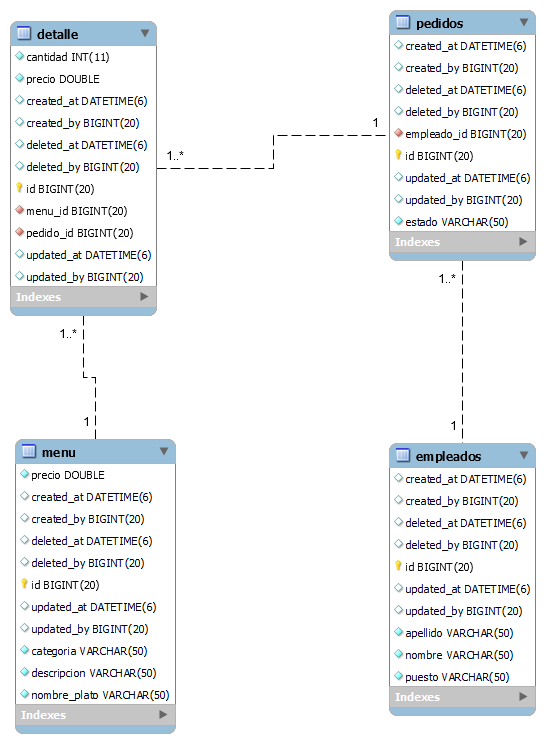 detalle
cantidad INT(11)
precio DOUBLE
created_at DATETIME(6)
created_by BIGINT(20)
deleted_at DATETIME(6)
deleted_by BIGINT(20)
id BIGINT(20)
menu_id BIGINT(20)
pedido_id BIGINT(20)
updated_at DATETIME(6)
updated_by BIGINT(20)
Indexes
1..*
1
pedidos
created_at DATETIME(6)
created_by BIGINT(20)
deleted_at DATETIME(6)
deleted_by BIGINT(20)
empleado_id BIGINT(20)
id BIGINT(20)
updated_at DATETIME(6)
updated_by BIGINT(20)
estado VARCHAR(50)
Indexes
1..*
1
1..*
1
menu
precio DOUBLE
created_at DATETIME(6)
created_by BIGINT(20)
deleted_at DATETIME(6)
deleted_by BIGINT(20)
id BIGINT(20)
updated_at DATETIME(6)
updated_by BIGINT(20)
categoria VARCHAR(50)
descripcion VARCHAR(50)
nombre_plato VARCHAR(50)
Indexes
empleados
created_at DATETIME(6)
created_by BIGINT(20)
deleted_at DATETIME(6)
deleted_by BIGINT(20)
id BIGINT(20)
updated_at DATETIME(6)
updated_by BIGINT(20)
apellido VARCHAR(50)
nombre VARCHAR(50)
puesto VARCHAR(50)
Indexes